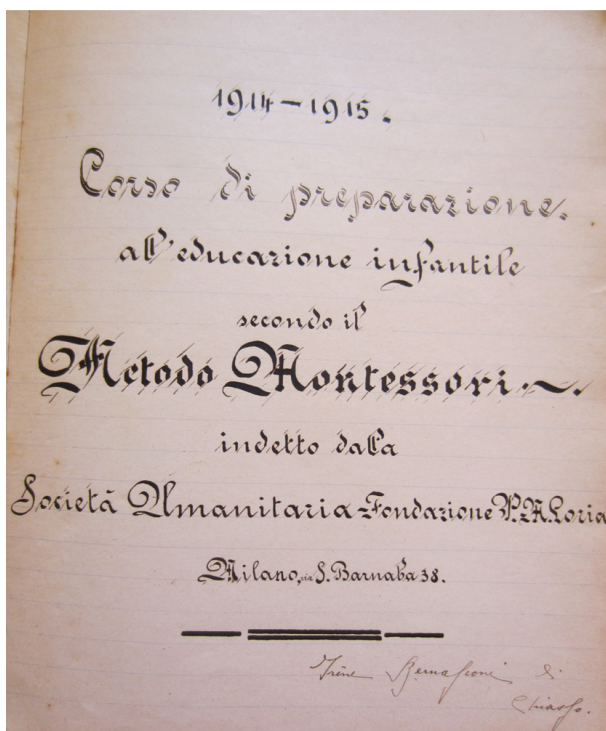 1914-1915.
Corso di preparazione.
all'educazione infantile
secondo il
Metodo Montessori.
indetto dalla
Società Umanitaria-Fondazione P.M.Loria
Milano, via S. Barnaba 38.
Irene Bernasconi di
Chiasso.